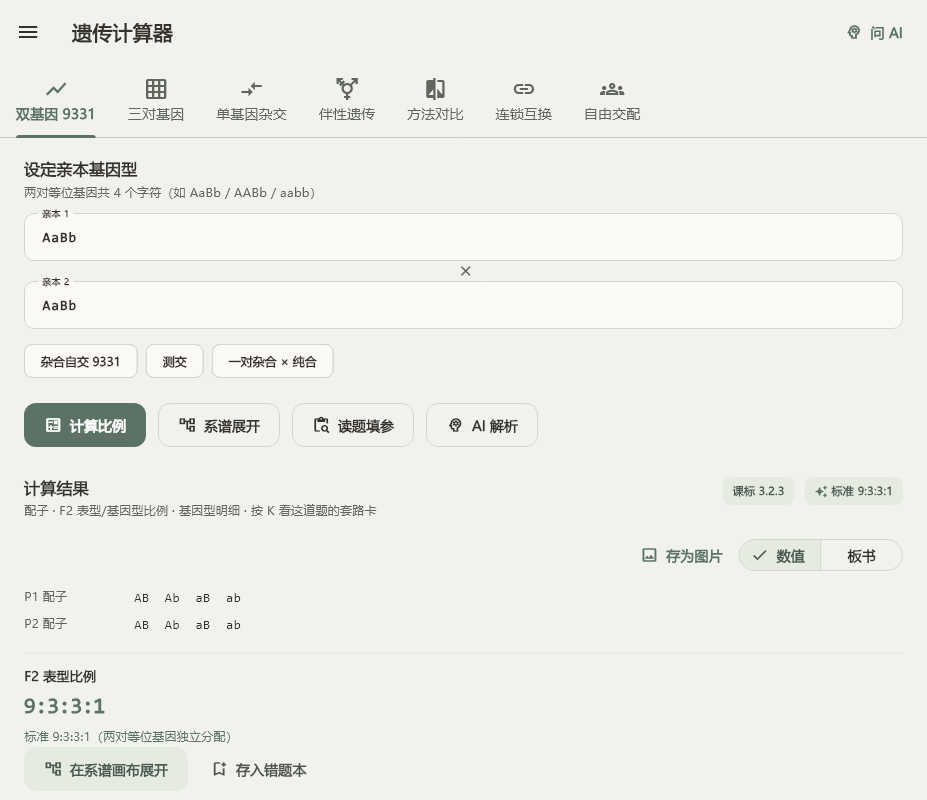 遗传计算器
问 AI
双基因 9331
三对基因
单基因杂交
伴性遗传
方法对比
连锁互换
自由交配
设定亲本基因型
两对等位基因共 4 个字符（如 AaBb / AABb / aabb）
亲本 1
AaBb
×
亲本 2
AaBb
杂合自交 9331
测交
一对杂合 × 纯合
计算比例
系谱展开
读题填参
AI 解析
计算结果
课标 3.2.3
标准 9:3:3:1
配子 · F2 表型/基因型比例 · 基因型明细 · 按 K 看这道题的套路卡
存为图片
数值
板书
P1 配子 AB Ab aB ab
P2 配子 AB Ab aB ab
F2 表型比例
9:3:3:1
标准 9:3:3:1（两对等位基因独立分配）
在系谱画布展开
存入错题本